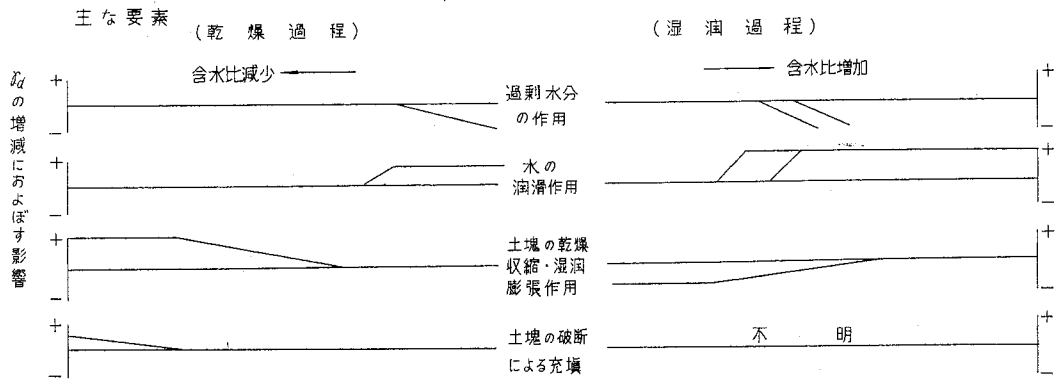 主な要素
(乾燥過程)
(湿潤過程)
含水比減少
含水比増加
γdの増減におよぼす影響
+
−
過剰水分
の作用
+
−
+
−
水の
潤滑作用
+
−
+
−
土塊の乾燥
収縮・湿潤
膨張作用
+
−
+
−
土塊の破断
による充填
不明
+
−